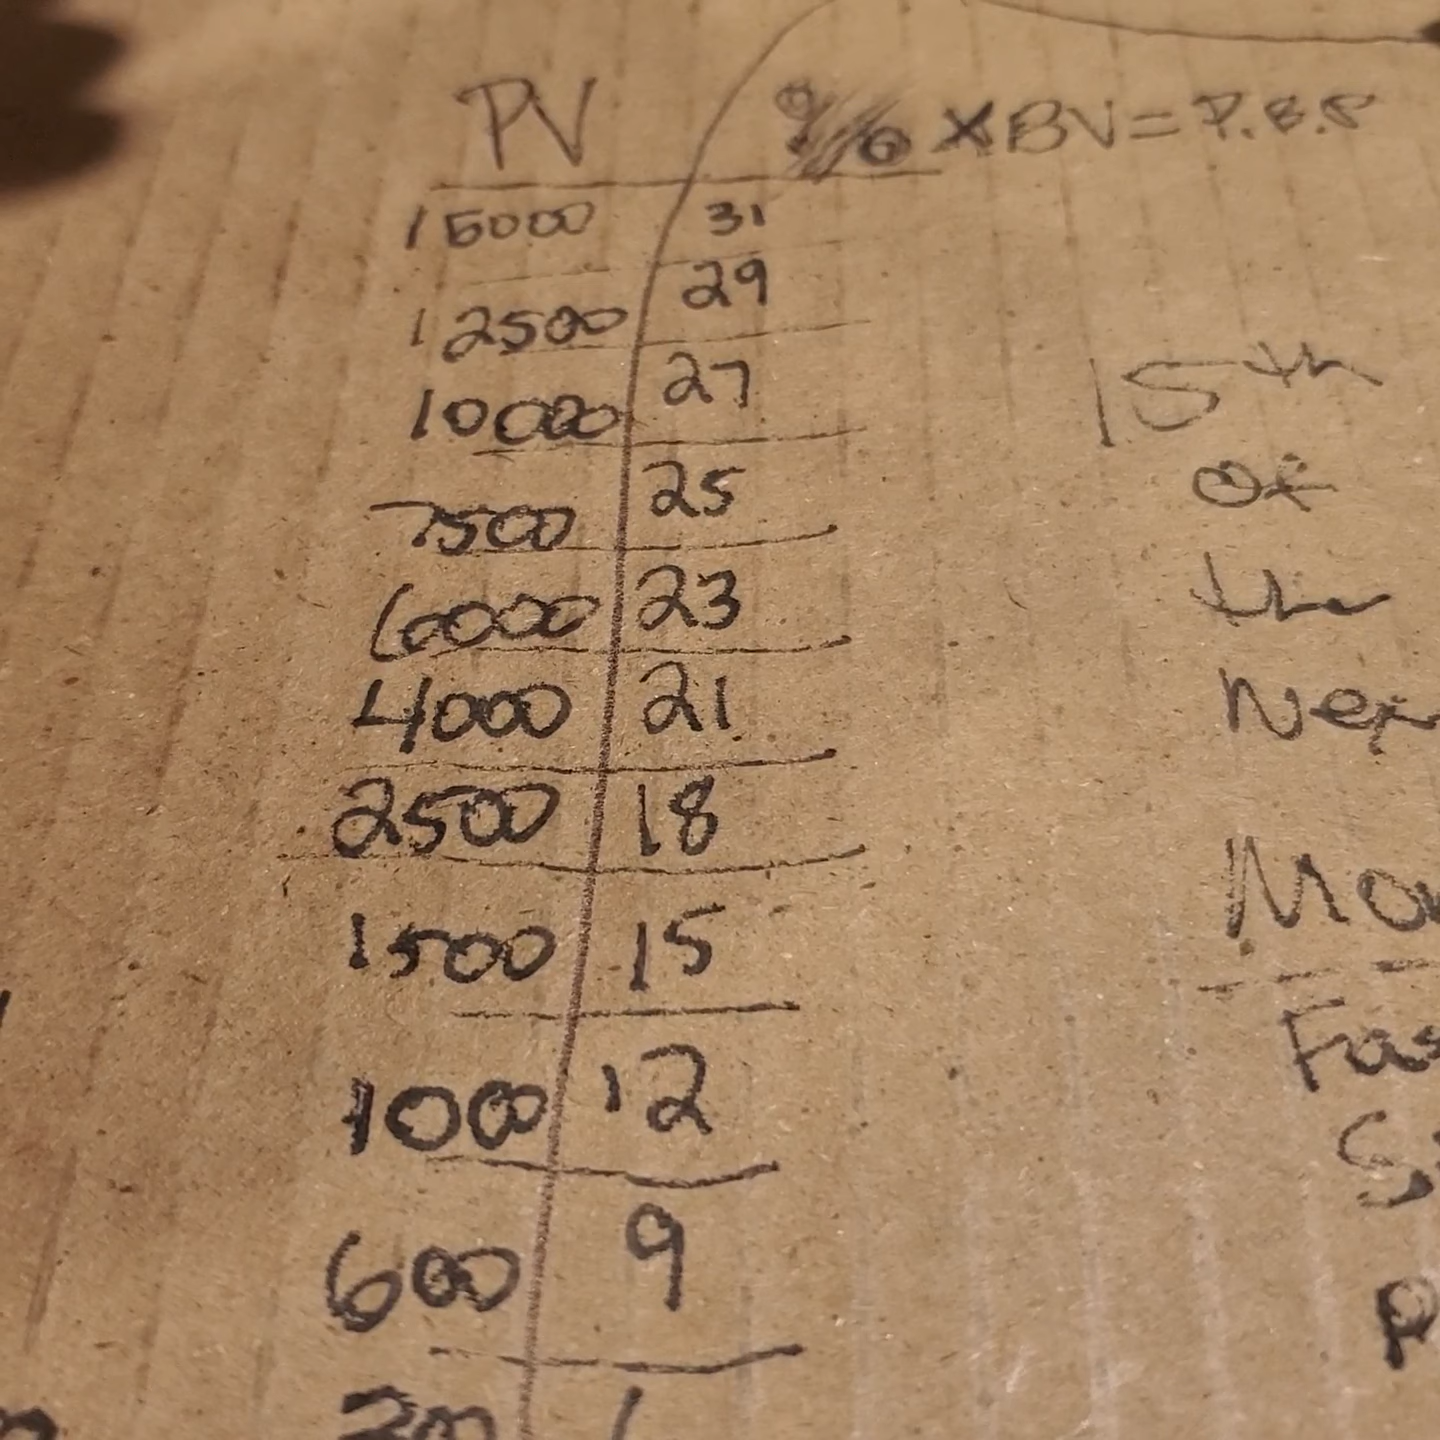 PV % X BV = P.B.P
15000 31
12500 29
10000 27
7500 25
6000 23
4000 21
2500 18
1500 15
1000 12
600 9
15th
of
the